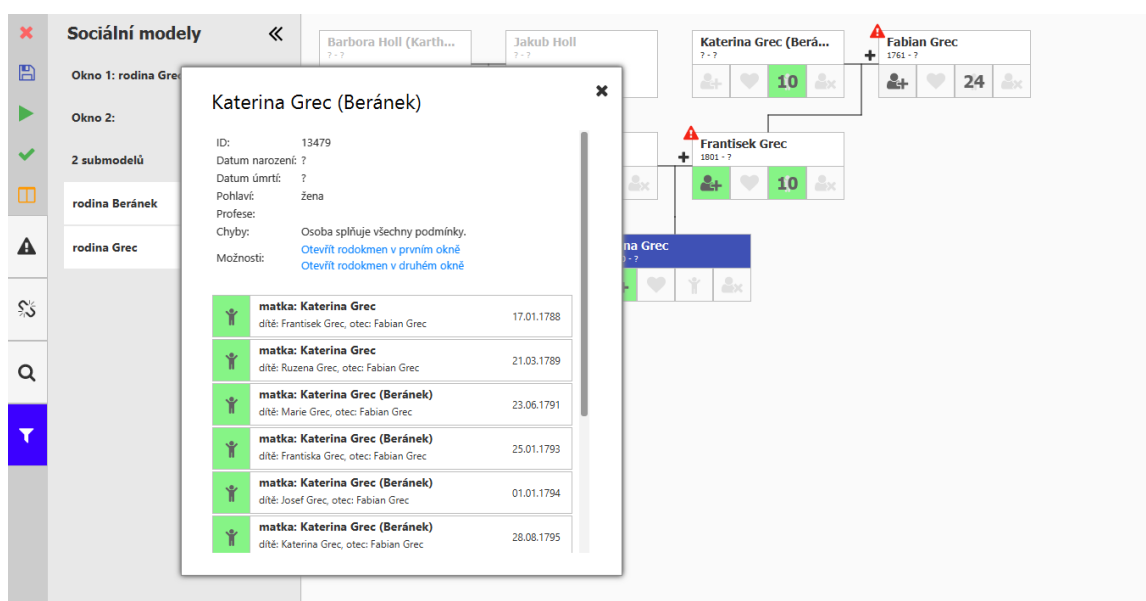 Sociální modely
Okno 1: rodina Grec
Okno 2:
2 submodelů
rodina Beránek
rodina Grec
Barbora Holl (Karth...
? - ?
Jakub Holl
? - ?
Katerina Grec (Berá...
? - ?
10
Fabian Grec
1761 - ?
24
Frantisek Grec
1801 - ?
10
Grec
- ?
Katerina Grec (Beránek)
ID: 13479
Datum narození: ?
Datum úmrtí: ?
Pohlaví: žena
Profese:
Chyby: Osoba splňuje všechny podmínky.
Možnosti: Otevřít rodokmen v prvním okně
Otevřít rodokmen v druhém okně
matka: Katerina Grec
dítě: Frantisek Grec, otec: Fabian Grec
17.01.1788
matka: Katerina Grec
dítě: Ruzena Grec, otec: Fabian Grec
21.03.1789
matka: Katerina Grec (Beránek)
dítě: Marie Grec, otec: Fabian Grec
23.06.1791
matka: Katerina Grec (Beránek)
dítě: Frantiska Grec, otec: Fabian Grec
25.01.1793
matka: Katerina Grec (Beránek)
dítě: Josef Grec, otec: Fabian Grec
01.01.1794
matka: Katerina Grec (Beránek)
dítě: Katerina Grec, otec: Fabian Grec
28.08.1795